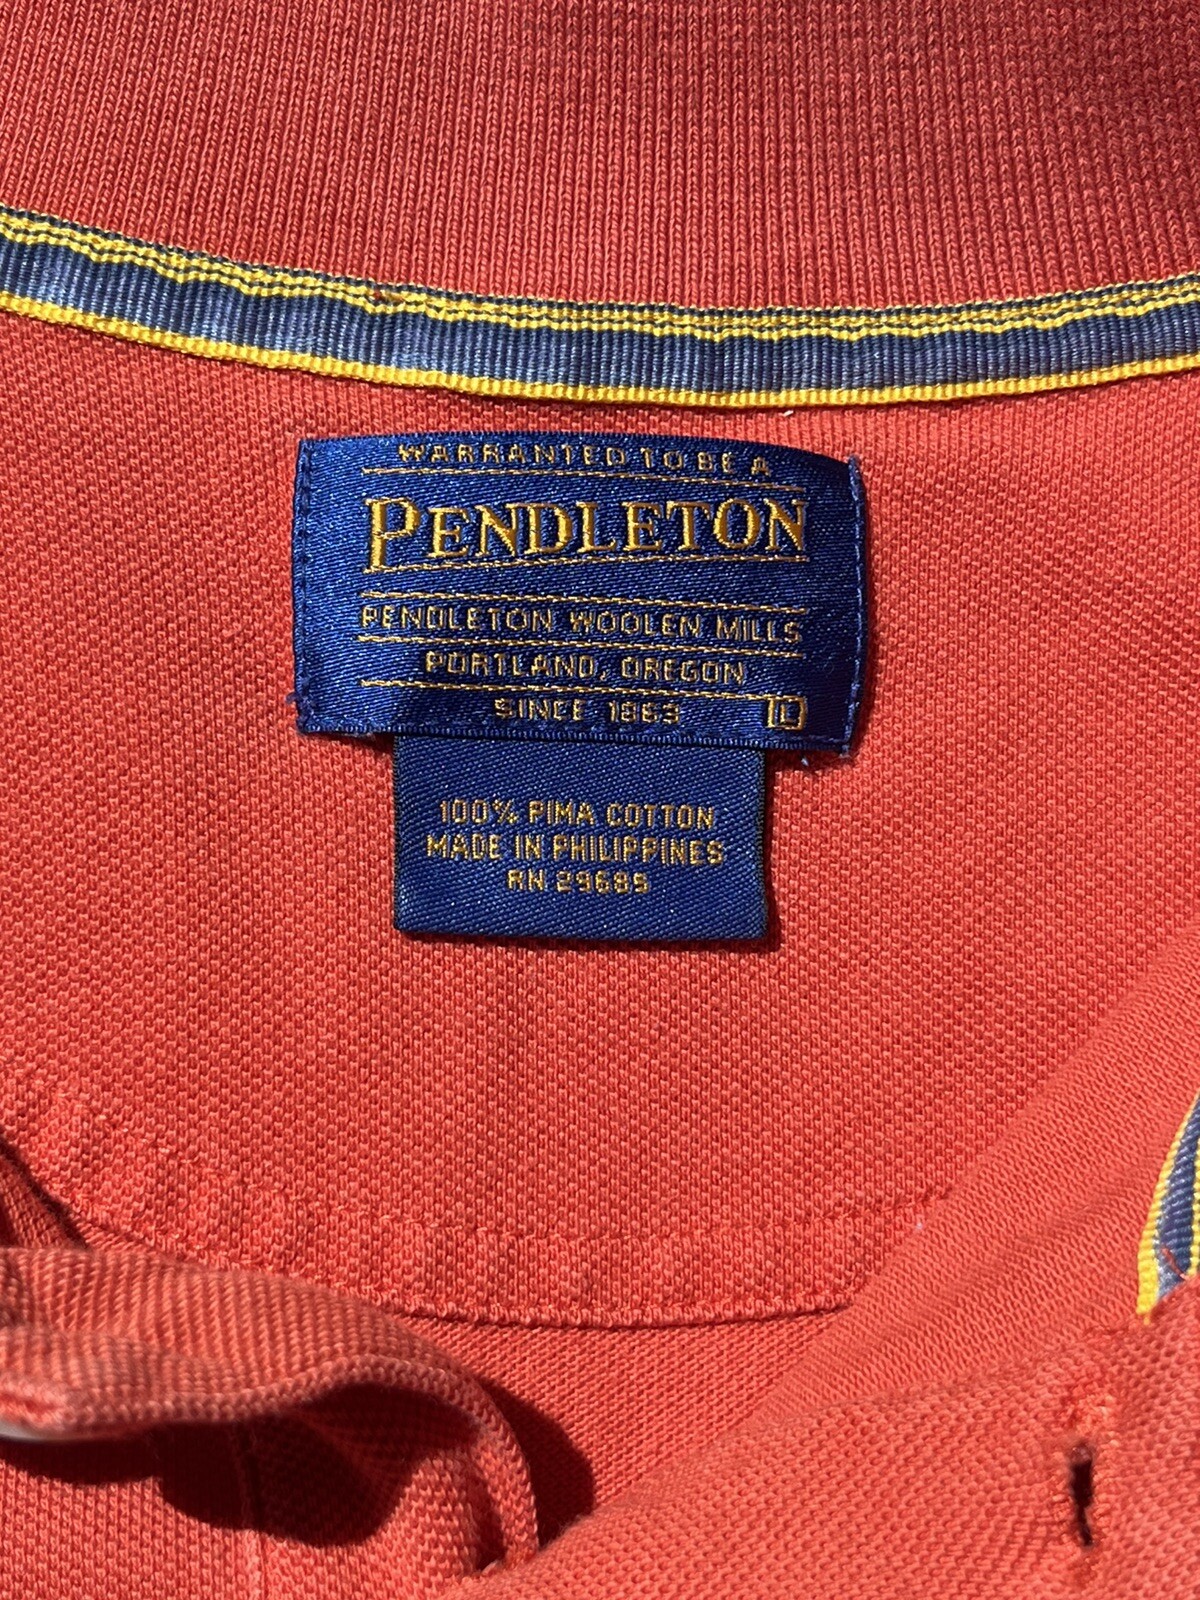 WARRANTED TO BE A
PENDLETON
PENDLETON WOOLEN MILLS
PORTLAND, OREGON
SINCE 1863
L
100% PIMA COTTON
MADE IN PHILIPPINES
RN 29685